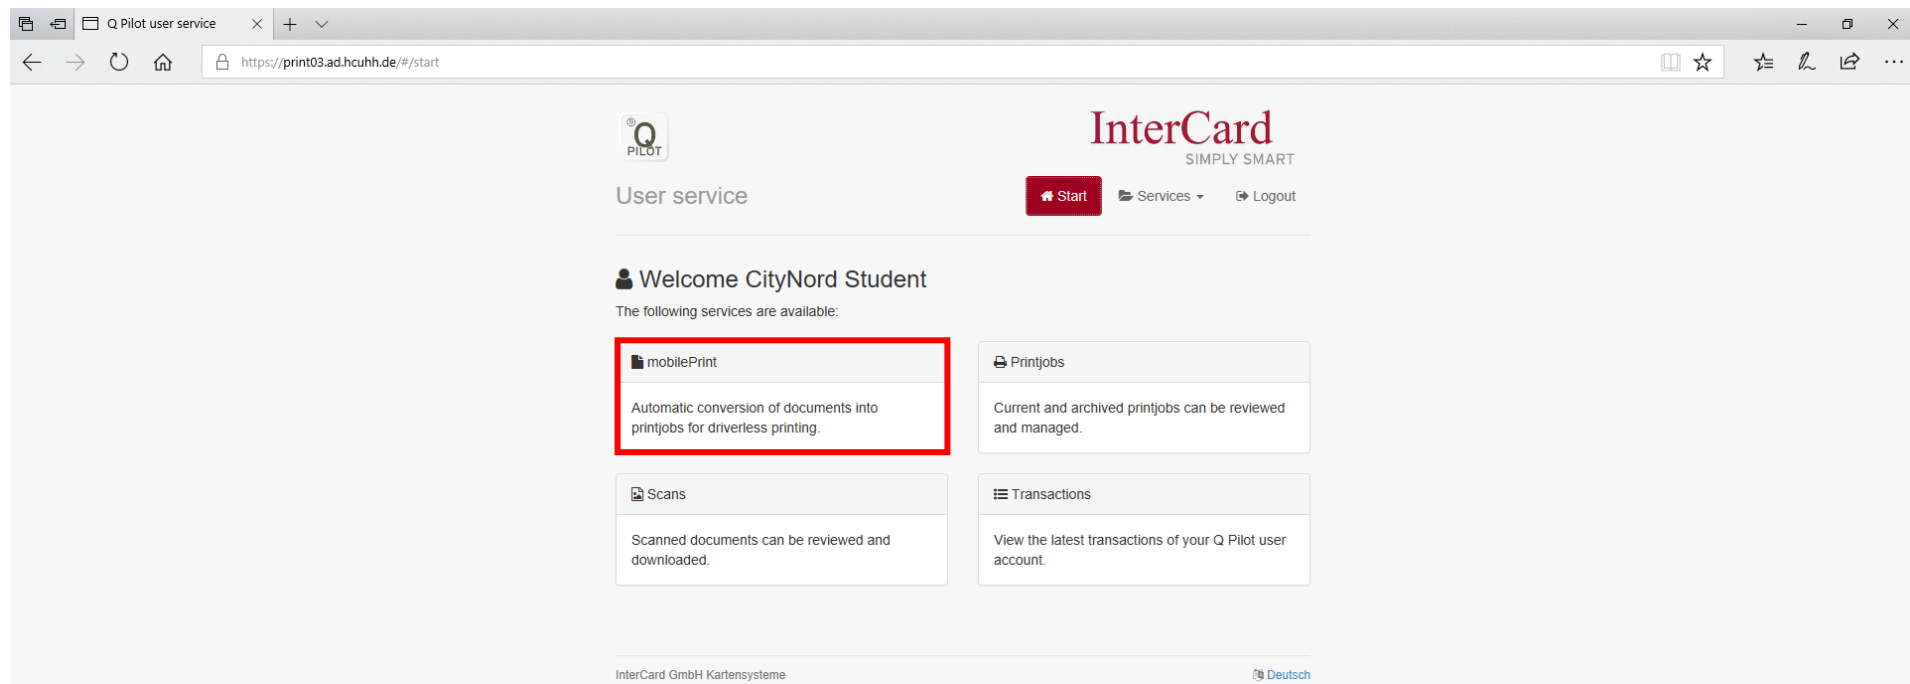 Q Pilot user service
https://print03.ad.hcuhh.de/#/start
®Q
PILOT
InterCard
SIMPLY SMART
User service
Start
Services
Logout
Welcome CityNord Student
The following services are available:
mobilePrint
Automatic conversion of documents into
printjobs for driverless printing.
Printjobs
Current and archived printjobs can be reviewed
and managed.
Scans
Scanned documents can be reviewed and
downloaded.
Transactions
View the latest transactions of your Q Pilot user
account.
InterCard GmbH Kartensysteme
Deutsch